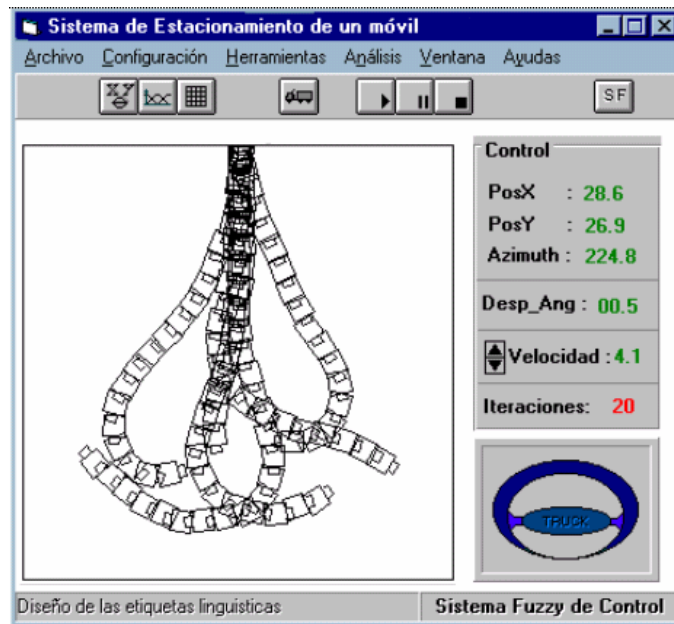 Sistema de Estacionamiento de un móvil
Archivo Configuración Herramientas Análisis Ventana Ayudas
X,Y
SF
Control
PosX : 28.6
PosY : 26.9
Azimuth : 224.8
Desp_Ang : 00.5
Velocidad : 4.1
Iteraciones: 20
TRUCK
Diseño de las etiquetas linguisticas Sistema Fuzzy de Control